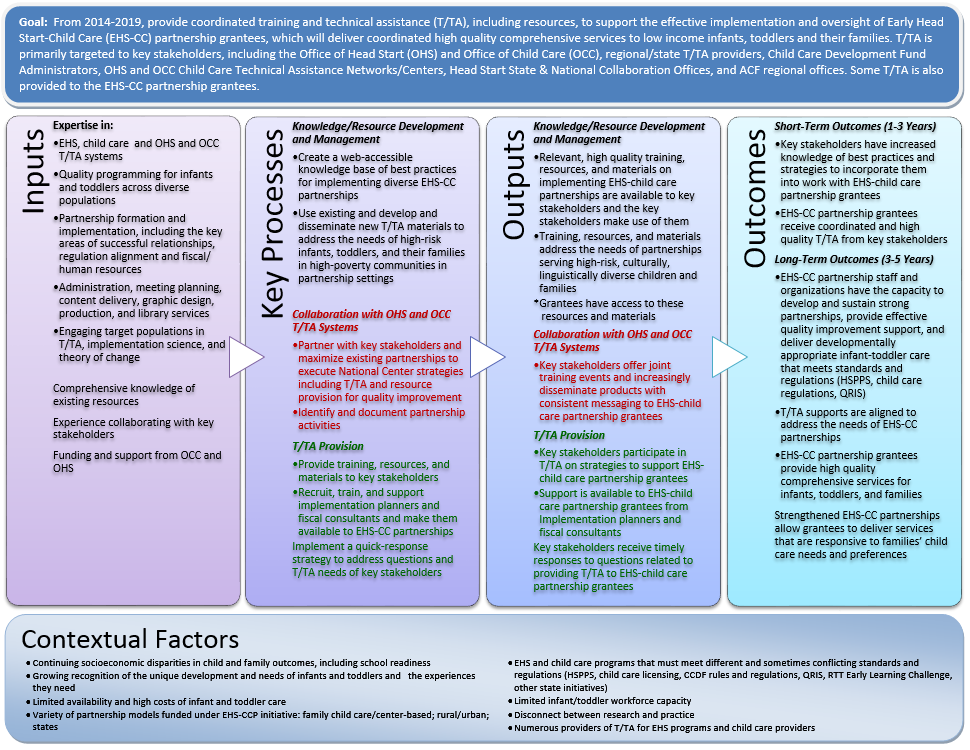 Goal:  From 2014-2019, provide coordinated training and technical assistance (T/TA), including resources, to support the effective implementation and oversight of Early Head
Start-Child Care (EHS-CC) partnership grantees, which will deliver coordinated high quality comprehensive services to low income infants, toddlers and their families. T/TA is
primarily targeted to key stakeholders, including the Office of Head Start (OHS) and Office of Child Care (OCC), regional/state T/TA providers, Child Care Development Fund
Administrators, OHS and OCC Child Care Technical Assistance Networks/Centers, Head Start State & National Collaboration Offices, and ACF regional offices. Some T/TA is also
provided to the EHS-CC partnership grantees.
Inputs
Expertise in:
•EHS, child care  and OHS and OCC
T/TA systems
•Quality programming for infants
and toddlers across diverse
populations
•Partnership formation and
implementation, including the key
areas of successful relationships,
regulation alignment and fiscal/
human resources
•Administration, meeting planning,
content delivery, graphic design,
production, and library services
•Engaging target populations in
T/TA, implementation science, and
theory of change
Comprehensive knowledge of
existing resources
Experience collaborating with key
stakeholders
Funding and support from OCC and
OHS
Key Processes
Knowledge/Resource Development
and Management
•Create a web-accessible
knowledge base of best practices
for implementing diverse EHS-CC
partnerships
•Use existing and develop and
disseminate new T/TA materials to
address the needs of high-risk
infants, toddlers, and their families
in high-poverty communities in
partnership settings
Collaboration with OHS and OCC
T/TA Systems
•Partner with key stakeholders and
maximize existing partnerships to
execute National Center strategies
including T/TA and resource
provision for quality improvement
•Identify and document partnership
activities
T/TA Provision
•Provide training, resources, and
materials to key stakeholders
•Recruit, train, and support
implementation planners and
fiscal consultants and make them
available to EHS-CC partnerships
Implement a quick-response
strategy to address questions and
T/TA needs of key stakeholders
Outputs
Knowledge/Resource Development
and Management
•Relevant, high quality training,
resources, and materials on
implementing EHS-child care
partnerships are available to key
stakeholders and the key
stakeholders make use of them
•Training, resources, and materials
address the needs of partnerships
serving high-risk, culturally,
linguistically diverse children and
families
*Grantees have access to these
resources and materials
Collaboration with OHS and OCC
T/TA Systems
•Key stakeholders offer joint
training events and increasingly
disseminate products with
consistent messaging to EHS-child
care partnership grantees
T/TA Provision
•Key stakeholders participate in
T/TA on strategies to support EHS-
child care partnership grantees
•Support is available to EHS-child
care partnership grantees from
Implementation planners and
fiscal consultants
Key stakeholders receive timely
responses to questions related to
providing T/TA to EHS-child care
partnership grantees
Outcomes
Short-Term Outcomes (1-3 Years)
•Key stakeholders have increased
knowledge of best practices and
strategies to incorporate them
into work with EHS-child care
partnership grantees
•EHS-CC partnership grantees
receive coordinated and high
quality T/TA from key stakeholders
Long-Term Outcomes (3-5 Years)
•EHS-CC partnership staff and
organizations have the capacity to
develop and sustain strong
partnerships, provide effective
quality improvement support, and
deliver developmentally
appropriate infant-toddler care
that meets standards and
regulations (HSPPS, child care
regulations, QRIS)
•T/TA supports are aligned to
address the needs of EHS-CC
partnerships
•EHS-CC partnership grantees
provide high quality
comprehensive services for
infants, toddlers, and families
Strengthened EHS-CC partnerships
allow grantees to deliver services
that are responsive to families' child
care needs and preferences
Contextual Factors
• Continuing socioeconomic disparities in child and family outcomes, including school readiness
• Growing recognition of the unique development and needs of infants and toddlers and   the experiences
they need
• Limited availability and high costs of infant and toddler care
• Variety of partnership models funded under EHS-CCP initiative: family child care/center-based; rural/urban;
states
• EHS and child care programs that must meet different and sometimes conflicting standards and
regulations (HSPPS, child care licensing, CCDF rules and regulations, QRIS, RTT Early Learning Challenge,
other state initiatives)
• Limited infant/toddler workforce capacity
• Disconnect between research and practice
• Numerous providers of T/TA for EHS programs and child care providers